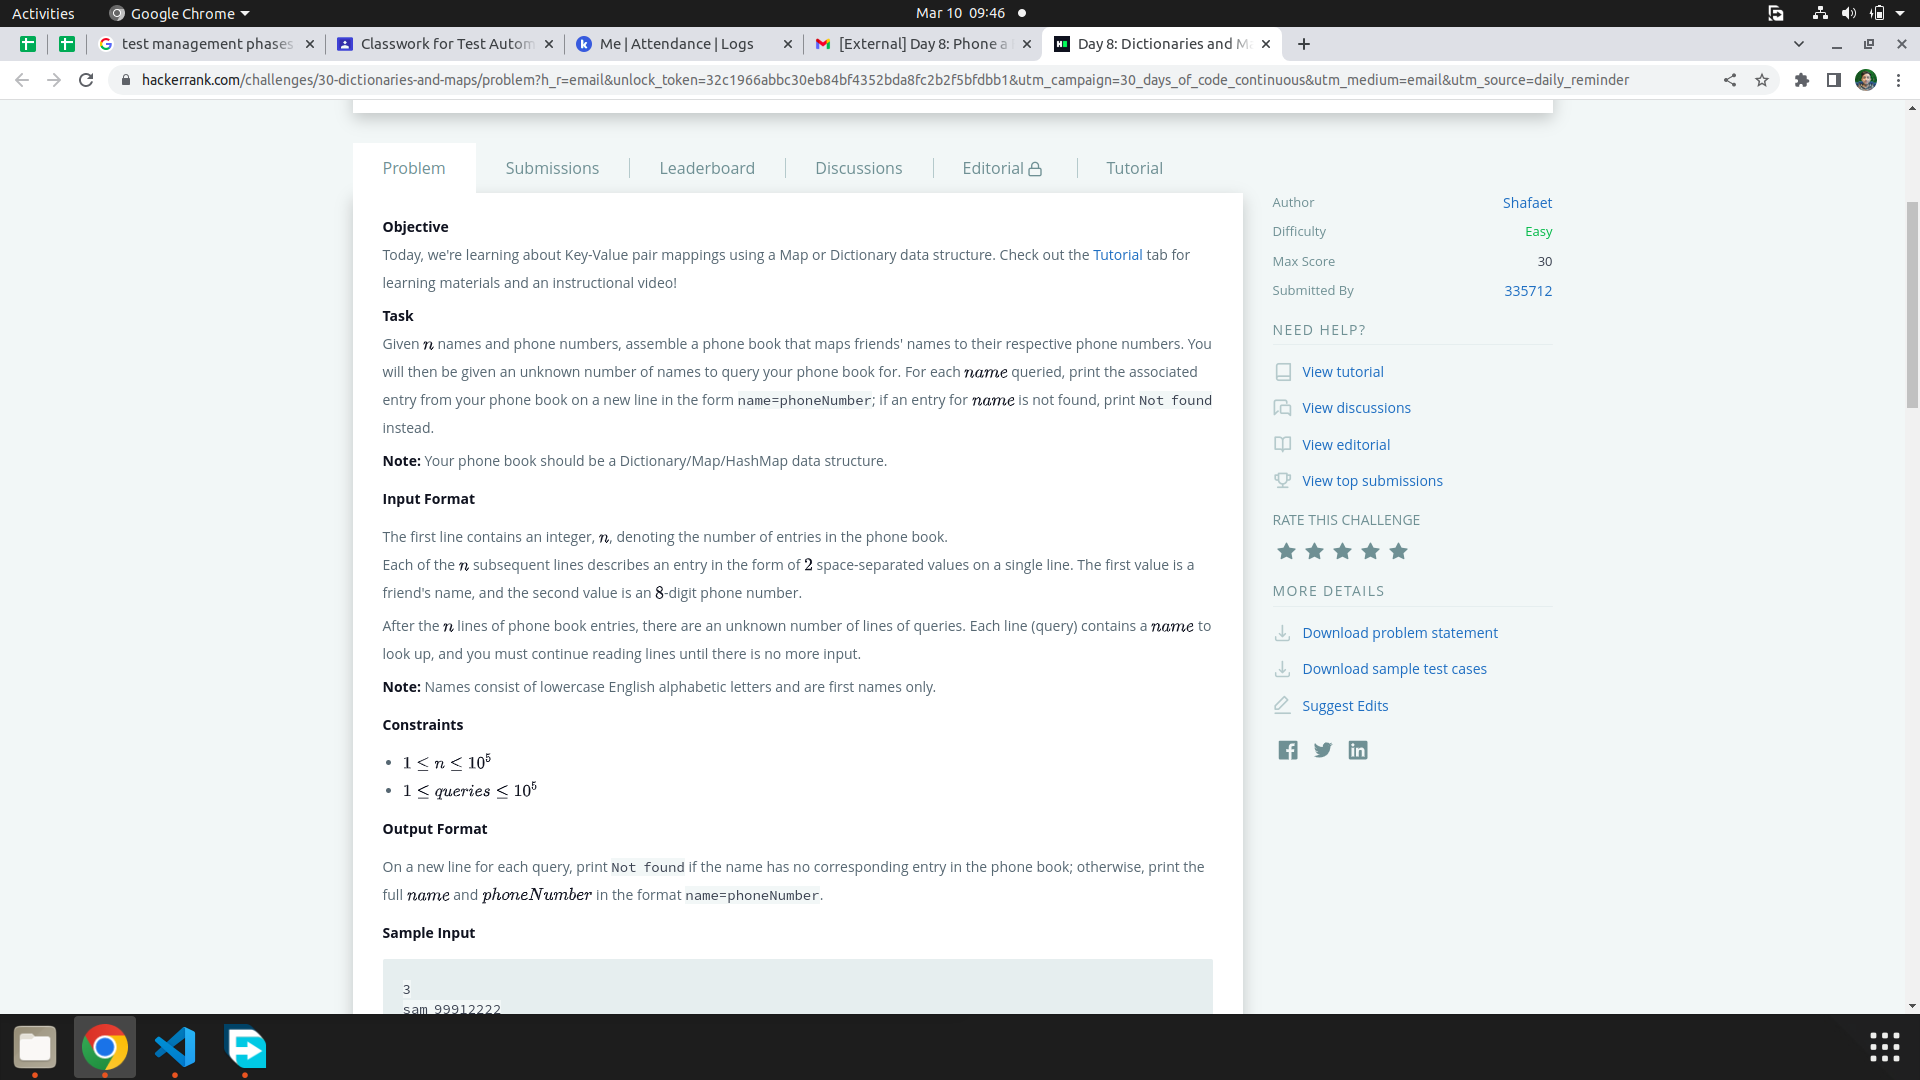 Activities
Google Chrome
Mar 10 09:46
test management phases
Classwork for Test Autom
Me | Attendance | Logs
[External] Day 8: Phone a
Day 8: Dictionaries and Ma
hackerrank.com/challenges/30-dictionaries-and-maps/problem?h_r=email&unlock_token=32c1966abbc30eb84bf4352bda8fc2b2f5bfdbb1&utm_campaign=30_days_of_code_continuous&utm_medium=email&utm_source=daily_reminder
Problem
Submissions
Leaderboard
Discussions
Editorial
Tutorial
Objective
Today, we're learning about Key-Value pair mappings using a Map or Dictionary data structure. Check out the Tutorial tab for
learning materials and an instructional video!
Task
Given n names and phone numbers, assemble a phone book that maps friends' names to their respective phone numbers. You
will then be given an unknown number of names to query your phone book for. For each name queried, print the associated
entry from your phone book on a new line in the form name=phoneNumber; if an entry for name is not found, print Not found
instead.
Note: Your phone book should be a Dictionary/Map/HashMap data structure.
Input Format
The first line contains an integer, n, denoting the number of entries in the phone book.
Each of the n subsequent lines describes an entry in the form of 2 space-separated values on a single line. The first value is a
friend's name, and the second value is an 8-digit phone number.
After the n lines of phone book entries, there are an unknown number of lines of queries. Each line (query) contains a name to
look up, and you must continue reading lines until there is no more input.
Note: Names consist of lowercase English alphabetic letters and are first names only.
Constraints
• 1 ≤ n ≤ 10⁵
• 1 ≤ queries ≤ 10⁵
Output Format
On a new line for each query, print Not found if the name has no corresponding entry in the phone book; otherwise, print the
full name and phoneNumber in the format name=phoneNumber.
Sample Input
3
sam 99912222
Author Shafaet
Difficulty Easy
Max Score 30
Submitted By 335712
NEED HELP?
View tutorial
View discussions
View editorial
View top submissions
RATE THIS CHALLENGE
MORE DETAILS
Download problem statement
Download sample test cases
Suggest Edits